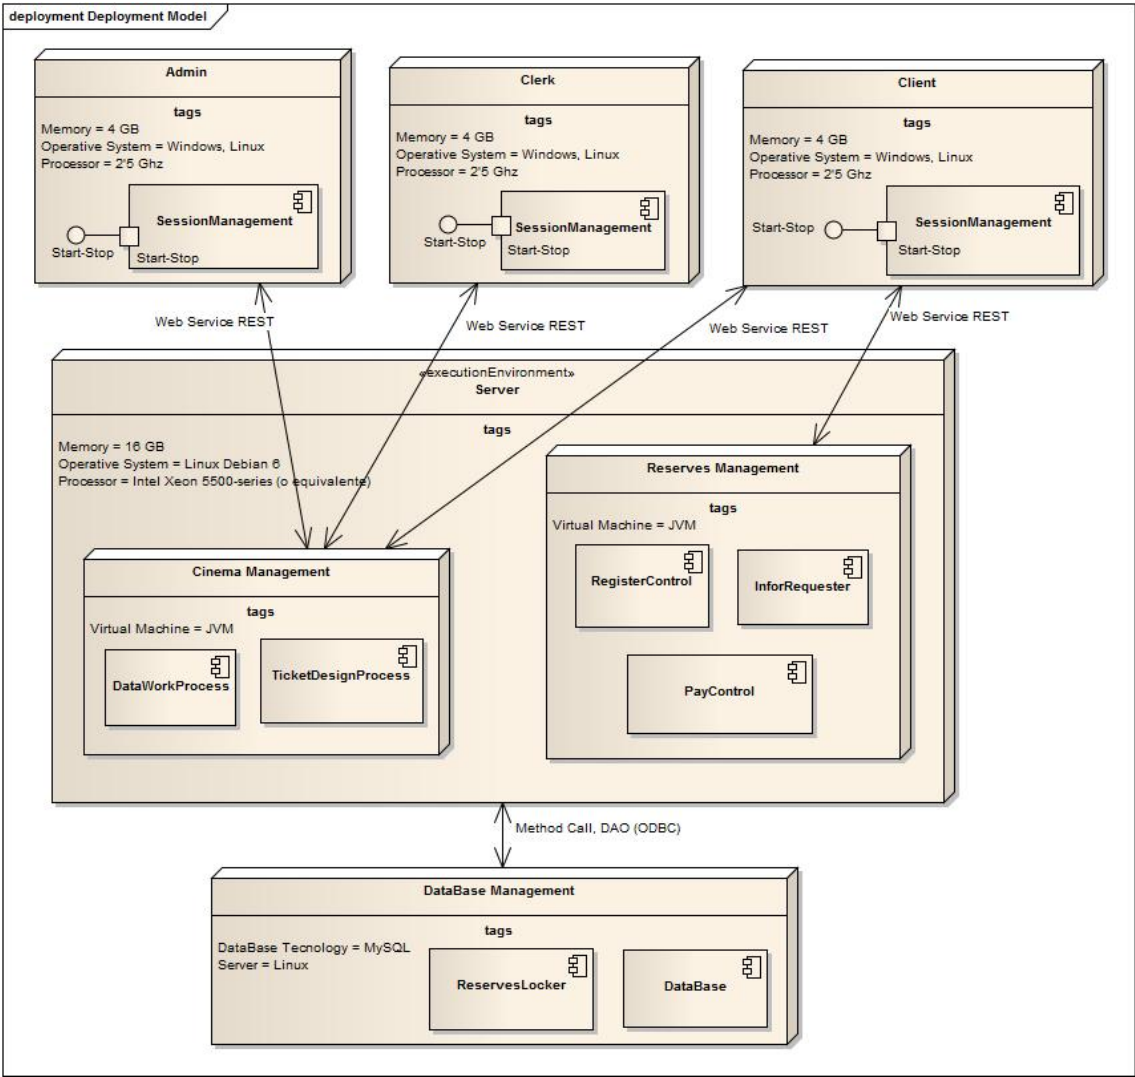 deployment Deployment Model
Admin
tags
Memory = 4 GB
Operative System = Windows, Linux
Processor = 2'5 Ghz
SessionManagement
Start-Stop
Start-Stop
Clerk
tags
Memory = 4 GB
Operative System = Windows, Linux
Processor = 2'5 Ghz
SessionManagement
Start-Stop
Start-Stop
Client
tags
Memory = 4 GB
Operative System = Windows, Linux
Processor = 2'5 Ghz
SessionManagement
Start-Stop
Start-Stop
Web Service REST
Web Service REST
Web Service REST
Web Service REST
«executionEnvironment»
Server
tags
Memory = 16 GB
Operative System = Linux Debian 6
Processor = Intel Xeon 5500-series (o equivalente)
Reserves Management
tags
Virtual Machine = JVM
RegisterControl
InforRequester
PayControl
Cinema Management
tags
Virtual Machine = JVM
DataWorkProcess
TicketDesignProcess
Method Call, DAO (ODBC)
DataBase Management
tags
DataBase Tecnology = MySQL
Server = Linux
ReservesLocker
DataBase